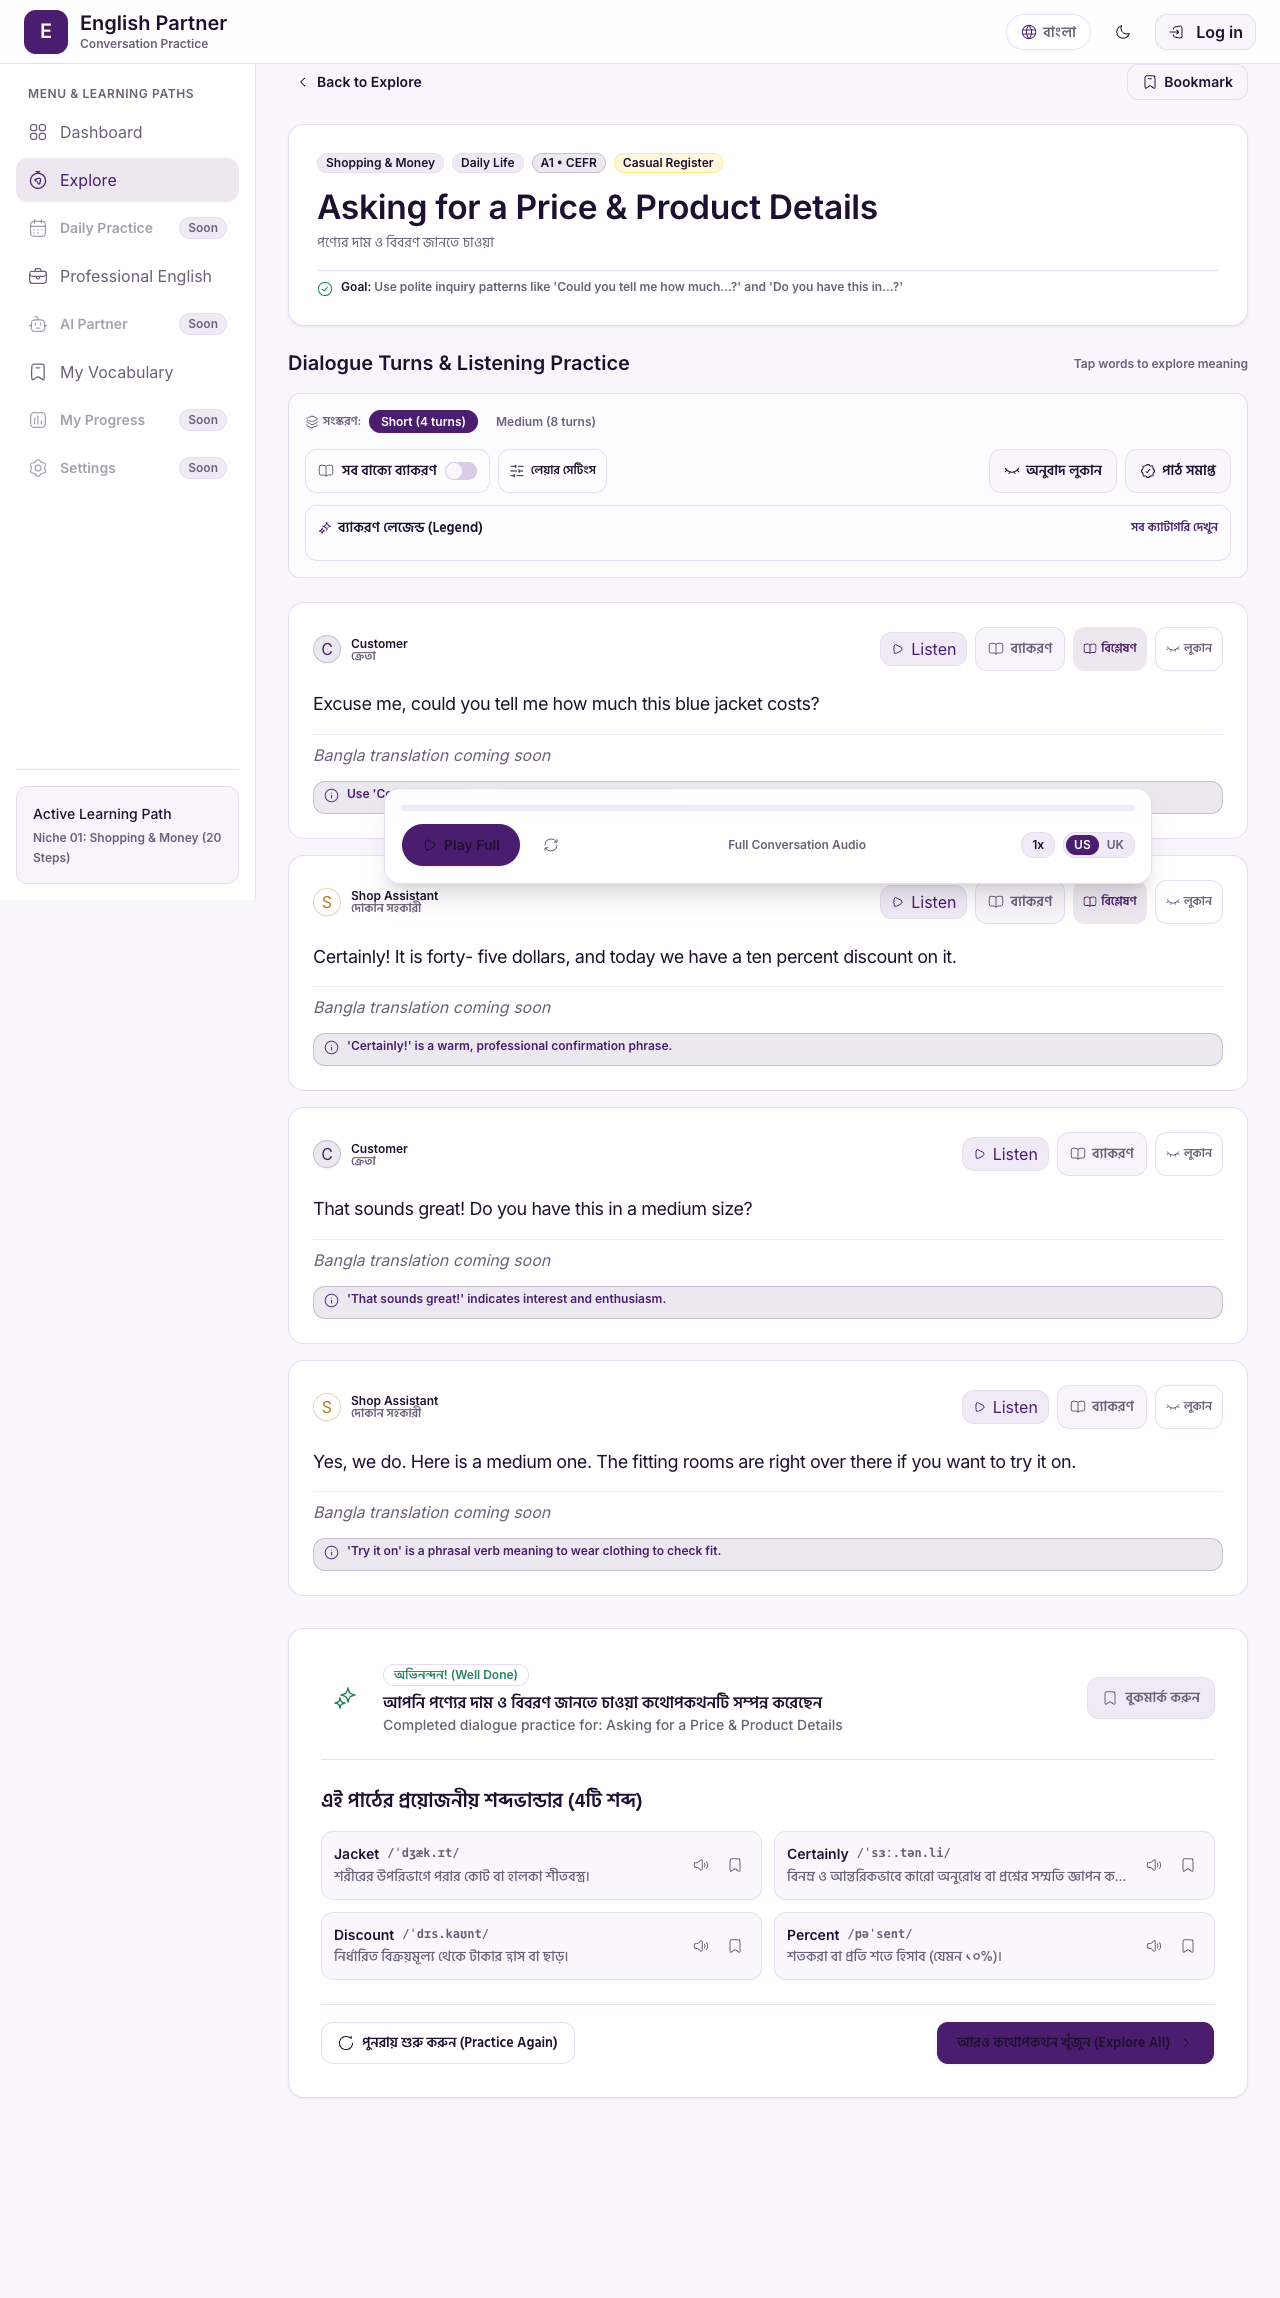 E
English Partner
Conversation Practice
বাংলা
Log in
MENU & LEARNING PATHS
Dashboard
Explore
Daily Practice Soon
Professional English
AI Partner Soon
My Vocabulary
My Progress Soon
Settings Soon
Active Learning Path
Niche 01: Shopping & Money (20
Steps)
Back to Explore
Bookmark
Shopping & Money Daily Life A1 • CEFR Casual Register
Asking for a Price & Product Details
পণ্যের দাম ও বিবরণ জানতে চাওয়া
Goal: Use polite inquiry patterns like 'Could you tell me how much...?' and 'Do you have this in...?'
Dialogue Turns & Listening Practice
Tap words to explore meaning
সংস্করণ: Short (4 turns) Medium (8 turns)
সব বাক্যে ব্যাকরণ লেয়ার সেটিংস অনুবাদ লুকান পাঠ সমাপ্ত
ব্যাকরণ লেজেন্ড (Legend) সব ক্যাটাগরি দেখুন
C Customer
ক্রেতা
Listen ব্যাকরণ বিশ্লেষণ লুকান
Excuse me, could you tell me how much this blue jacket costs?
Bangla translation coming soon
Use
Play Full Full Conversation Audio 1x US UK
S Shop Assistant
দোকান সহকারী
Listen ব্যাকরণ বিশ্লেষণ লুকান
Certainly! It is forty- five dollars, and today we have a ten percent discount on it.
Bangla translation coming soon
'Certainly!' is a warm, professional confirmation phrase.
C Customer
ক্রেতা
Listen ব্যাকরণ লুকান
That sounds great! Do you have this in a medium size?
Bangla translation coming soon
'That sounds great!' indicates interest and enthusiasm.
S Shop Assistant
দোকান সহকারী
Listen ব্যাকরণ লুকান
Yes, we do. Here is a medium one. The fitting rooms are right over there if you want to try it on.
Bangla translation coming soon
'Try it on' is a phrasal verb meaning to wear clothing to check fit.
অভিনন্দন! (Well Done)
আপনি পণ্যের দাম ও বিবরণ জানতে চাওয়া কথোপকথনটি সম্পন্ন করেছেন
Completed dialogue practice for: Asking for a Price & Product Details
বুকমার্ক করুন
এই পাঠের প্রয়োজনীয় শব্দভান্ডার (4টি শব্দ)
Jacket /ˈdʒæk.ɪt/
শরীরের উপরিভাগে পরার কোট বা হালকা শীতবস্ত্র।
Certainly /ˈsɜː.tən.li/
বিনম্র ও আন্তরিকভাবে কারো অনুরোধ বা প্রশ্নের সম্মতি জ্ঞাপন ক...
Discount /ˈdɪs.kaʊnt/
নির্ধারিত বিক্রয়মূল্য থেকে টাকার হ্রাস বা ছাড়।
Percent /pəˈsent/
শতকরা বা প্রতি শতে হিসাব (যেমন ১০%)।
পুনরায় শুরু করুন (Practice Again)
আরও কথোপকথন খুঁজুন (Explore All)